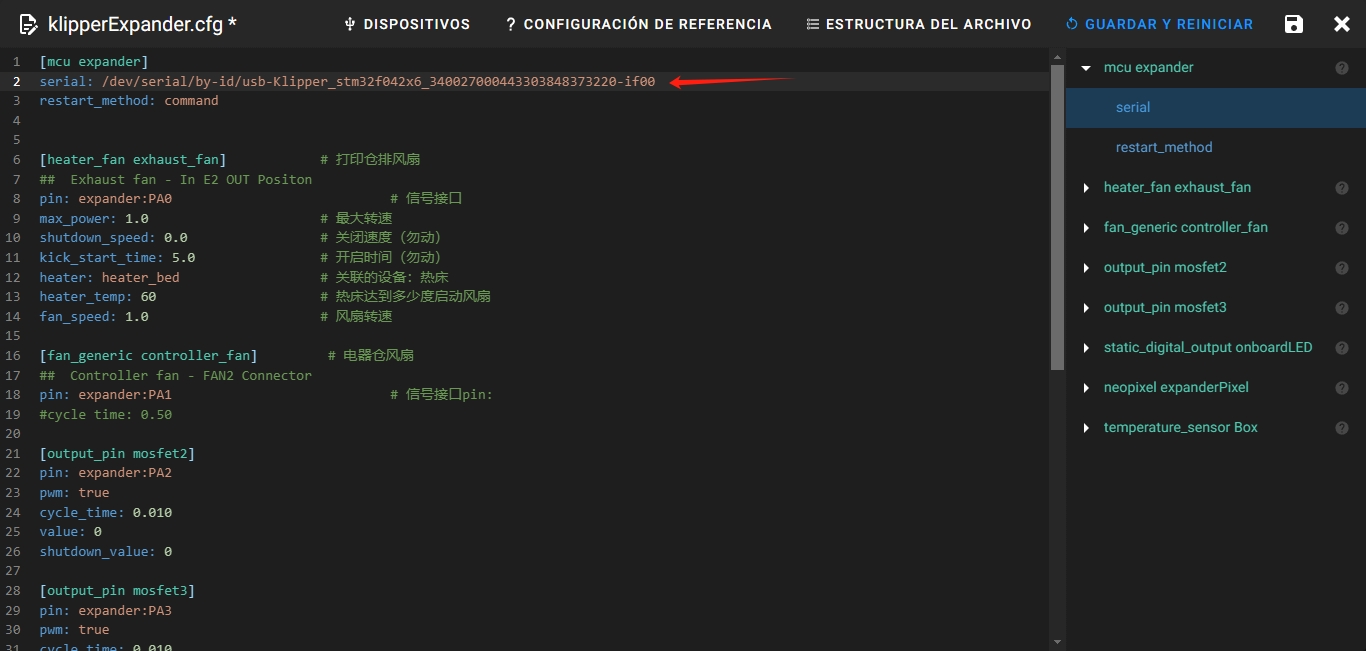 klipperExpander.cfg *
DISPOSITIVOS
? CONFIGURACIÓN DE REFERENCIA
ESTRUCTURA DEL ARCHIVO
GUARDAR Y REINICIAR
1 [mcu expander]
2 serial: /dev/serial/by-id/usb-Klipper_stm32f042x6_340027000443303848373220-if00
3 restart_method: command
4
5
6 [heater_fan exhaust_fan] # 打印仓排风扇
7 ## Exhaust fan - In E2 OUT Positon
8 pin: expander:PA0 # 信号接口
9 max_power: 1.0 # 最大转速
10 shutdown_speed: 0.0 # 关闭速度（勿动）
11 kick_start_time: 5.0 # 开启时间（勿动）
12 heater: heater_bed # 关联的设备：热床
13 heater_temp: 60 # 热床达到多少度启动风扇
14 fan_speed: 1.0 # 风扇转速
15
16 [fan_generic controller_fan] # 电器仓风扇
17 ## Controller fan - FAN2 Connector
18 pin: expander:PA1 # 信号接口pin:
19 #cycle time: 0.50
20
21 [output_pin mosfet2]
22 pin: expander:PA2
23 pwm: true
24 cycle_time: 0.010
25 value: 0
26 shutdown_value: 0
27
28 [output_pin mosfet3]
29 pin: expander:PA3
30 pwm: true
31 cycle_time: 0.010
mcu expander
serial
restart_method
heater_fan exhaust_fan
fan_generic controller_fan
output_pin mosfet2
output_pin mosfet3
static_digital_output onboardLED
neopixel expanderPixel
temperature_sensor Box